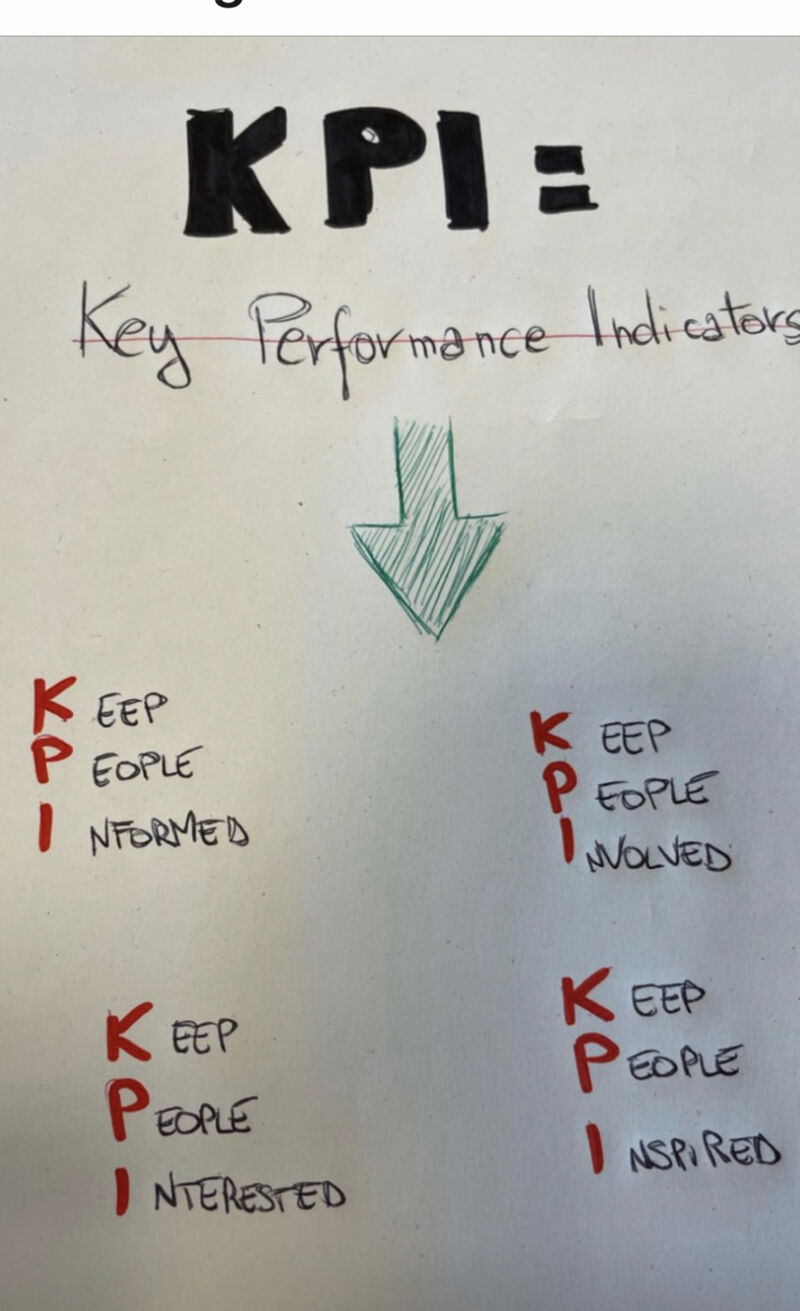 KPI =
Key Performance Indicators
KEEP
PEOPLE
INFORMED
KEEP
PEOPLE
INVOLVED
KEEP
PEOPLE
INTERESTED
KEEP
PEOPLE
INSPIRED